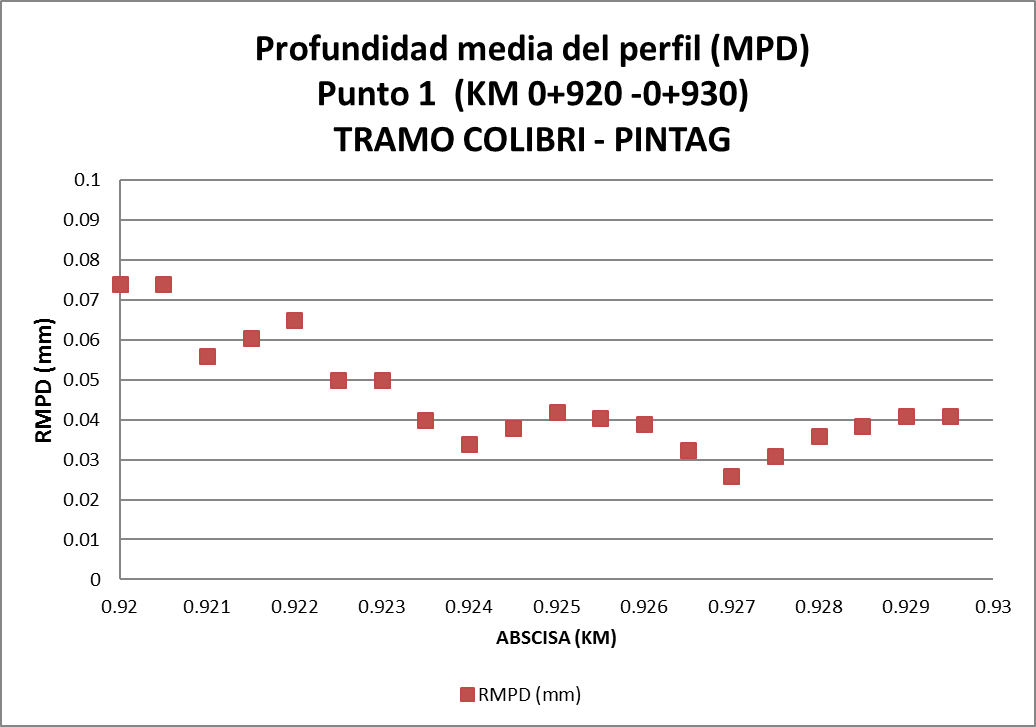 Profundidad media del perfil (MPD)
Punto 1  (KM 0+920 -0+930)
TRAMO COLIBRI - PINTAG
0.1
0.09
0.08
0.07
0.06
0.05
0.04
0.03
0.02
0.01
0
RMPD (mm)
0.92 0.921 0.922 0.923 0.924 0.925 0.926 0.927 0.928 0.929 0.93
ABSCISA (KM)
RMPD (mm)